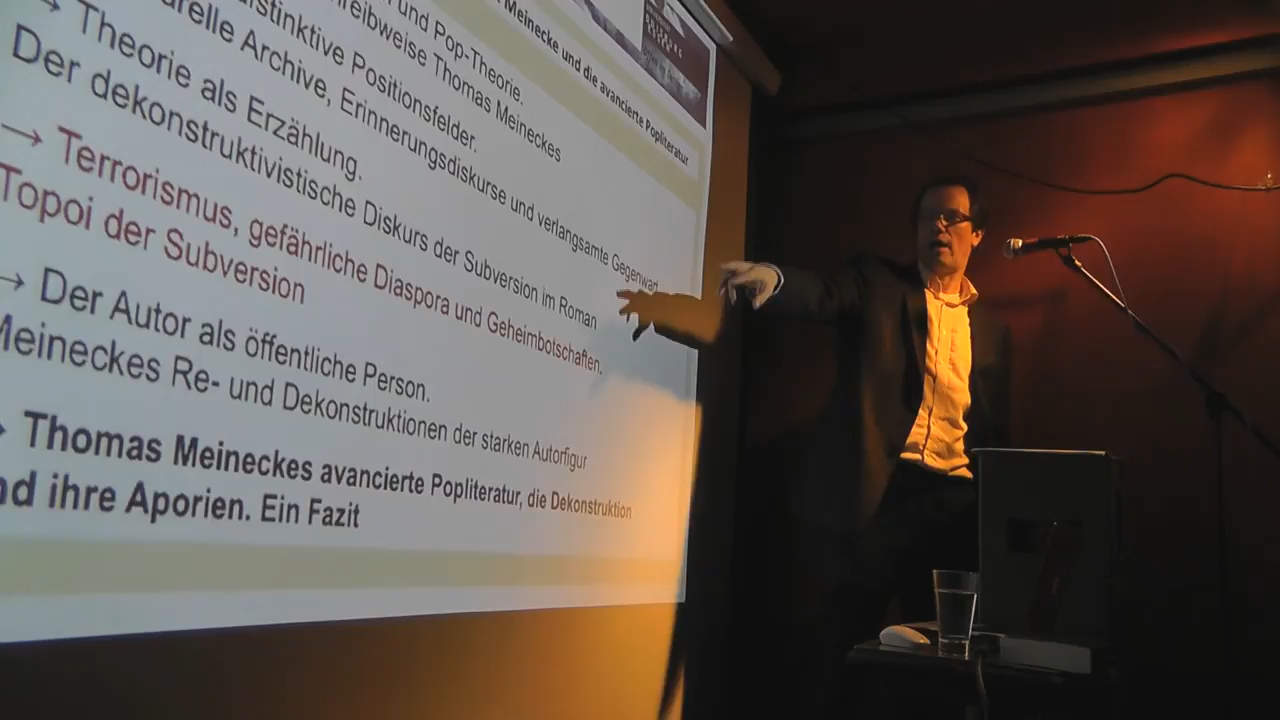 Meinecke und die avancierte Popliteratur
und Pop-Theorie.
Thomas Meineckes
distinktive Positionsfelder.
Archive, Erinnerungsdiskurse und verlangsamte Gegenwart
→ Theorie als Erzählung.
Der dekonstruktivistische Diskurs der Subversion im Roman
→ Terrorismus, gefährliche Diaspora und Geheimbotschaften.
Topoi der Subversion
→ Der Autor als öffentliche Person.
Meineckes Re- und Dekonstruktionen der starken Autorfigur
Thomas Meineckes avancierte Popliteratur, die Dekonstruktion
nd ihre Aporien. Ein Fazit